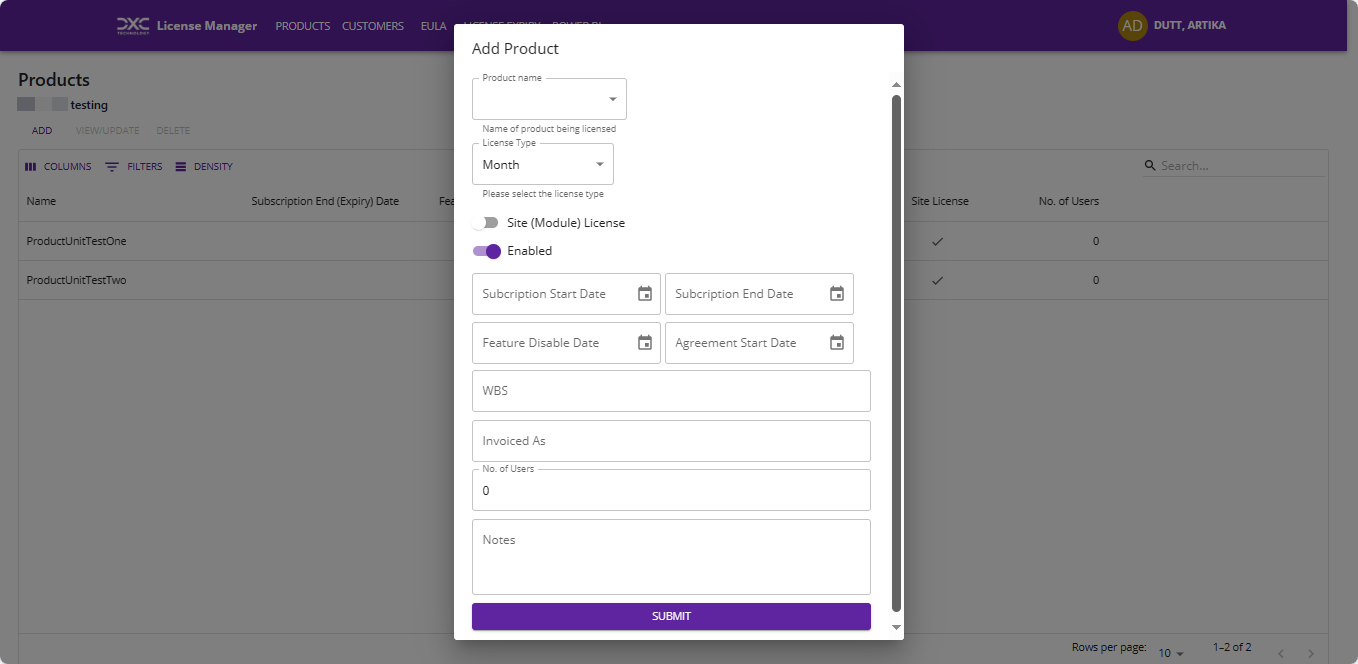 DXC TECHNOLOGY License Manager PRODUCTS CUSTOMERS EULA LICENSE EXPIRY POWER BI AD DUTT, ARTIKA
Products
testing
ADD VIEW/UPDATE DELETE
COLUMNS FILTERS DENSITY Search...
Name Subscription End (Expiry) Date Fea Site License No. of Users
ProductUnitTestOne 0
ProductUnitTestTwo 0
Add Product
Product name
Name of product being licensed
License Type
Month
Please select the license type
Site (Module) License
Enabled
Subcription Start Date Subcription End Date
Feature Disable Date Agreement Start Date
WBS
Invoiced As
No. of Users
0
Notes
SUBMIT
Rows per page: 10 1–2 of 2